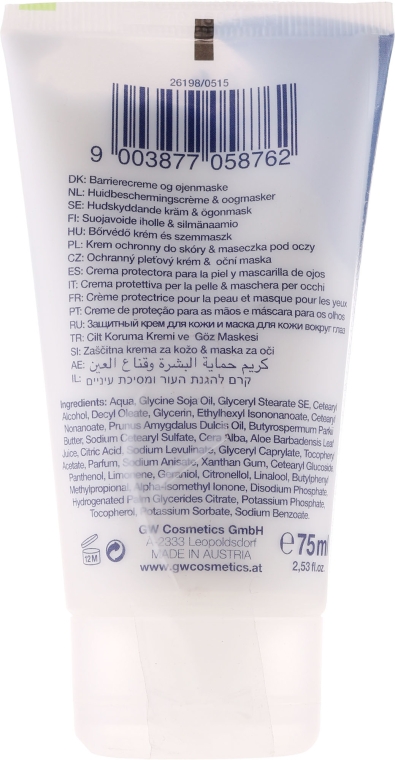 26198/0515
9 003877 058762
DK: Barrierecreme og øjenmaske
NL: Huidbeschermingscrème & oogmasker
SE: Hudskyddande kräm & ögonmask
FI: Suojavoide iholle & silmänaamio
HU: Bőrvédő krém és szemmaszk
PL: Krem ochronny do skóry & maseczka pod oczy
CZ: Ochranný pleťový krém & oční maska
ES: Crema protectora para la piel y mascarilla de ojos
IT: Crema protettiva per la pelle & maschera per occhi
FR: Crème protectrice pour la peau et masque pour les yeux
PT: Creme de proteção para as mãos e máscara para os olhos
RU: Защитный крем для кожи и маска для кожи вокруг глаз
TR: Cilt Koruma Kremi ve Göz Maskesi
SI: Zaščitna krema za kožo & maska za oči
AE: كريم حماية البشرة وقناع العين
IL: קרם להגנת העור ומסיכת עיניים
Ingredients: Aqua, Glycine Soja Oil, Glyceryl Stearate SE, Cetearyl
Alcohol, Decyl Oleate, Glycerin, Ethylhexyl Isononanoate, Cetearyl
Nonanoate, Prunus Amygdalus Dulcis Oil, Butyrospermum Parkii
Butter, Sodium Cetearyl Sulfate, Cera Alba, Aloe Barbadensis Leaf
Juice, Citric Acid, Sodium Levulinate, Glyceryl Caprylate, Tocopheryl
Acetate, Parfum, Sodium Anisate, Xanthan Gum, Cetearyl Glucoside,
Panthenol, Limonene, Geraniol, Citronellol, Linalool, Butylphenyl
Methylpropional, Alpha-Isomethyl Ionone, Disodium Phosphate,
Hydrogenated Palm Glycerides Citrate, Potassium Phosphate,
Tocopherol, Potassium Sorbate, Sodium Benzoate.
GW Cosmetics GmbH
A-2333 Leopoldsdorf
MADE IN AUSTRIA
www.gwcosmetics.at
12 M
℮ 75 ml
2,53 fl.oz.